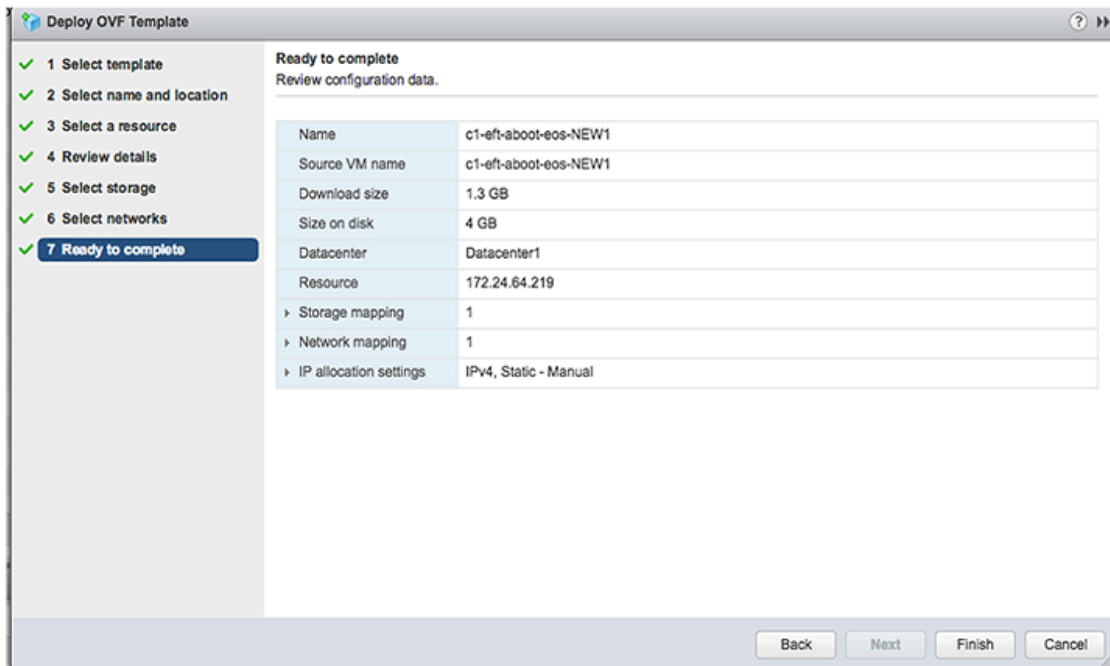 Deploy OVF Template
1 Select template
2 Select name and location
3 Select a resource
4 Review details
5 Select storage
6 Select networks
7 Ready to complete
Ready to complete
Review configuration data.
Name c1-eft-aboot-eos-NEW1
Source VM name c1-eft-aboot-eos-NEW1
Download size 1.3 GB
Size on disk 4 GB
Datacenter Datacenter1
Resource 172.24.64.219
Storage mapping 1
Network mapping 1
IP allocation settings IPv4, Static - Manual
Back Next Finish Cancel